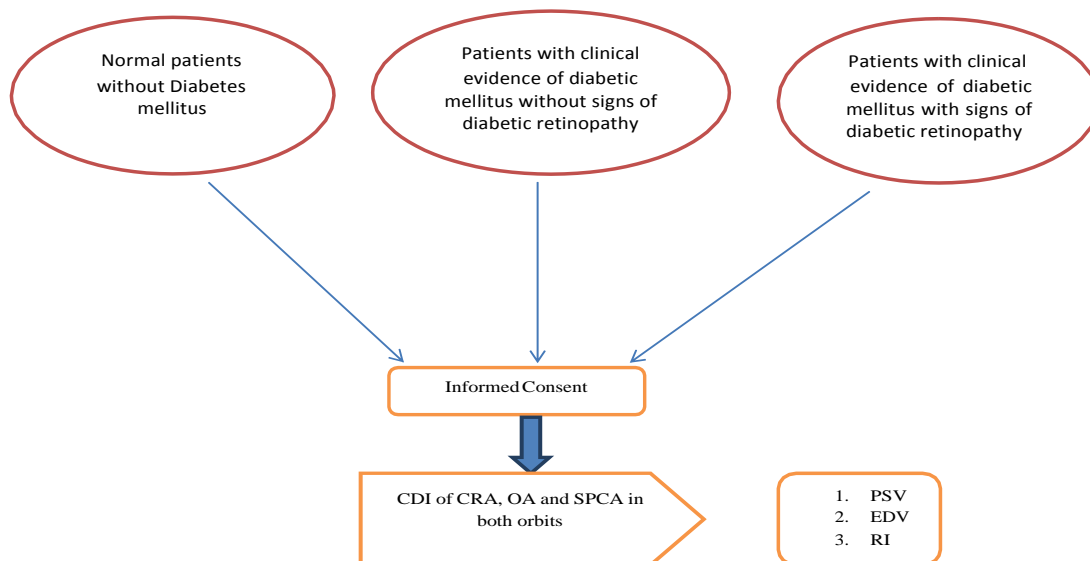 Normal patients
without Diabetes
mellitus
Patients with clinical
evidence of diabetic
mellitus without signs of
diabetic retinopathy
Patients with clinical
evidence of diabetic
mellitus with signs of
diabetic retinopathy
Informed Consent
CDI of CRA, OA and SPCA in
both orbits
1. PSV
2. EDV
3. RI